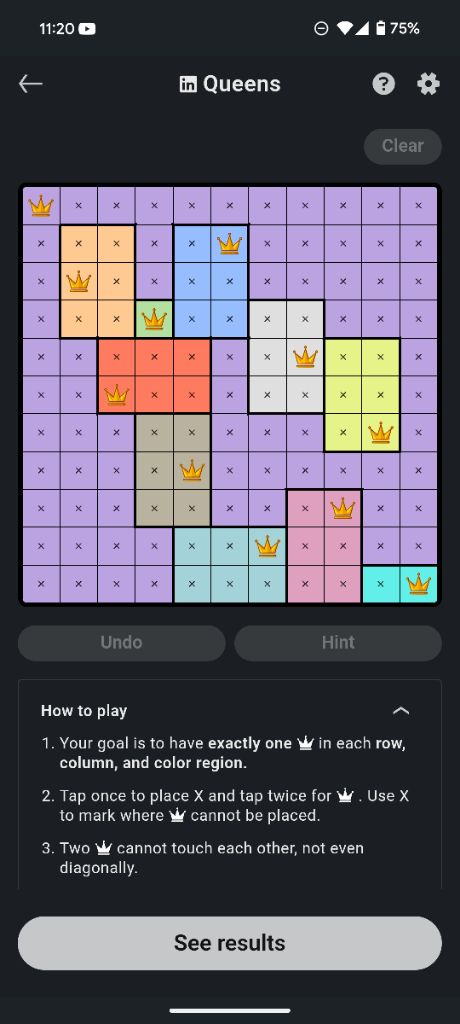 11:20 75%
in Queens
Clear
Undo Hint
How to play
1. Your goal is to have exactly one in each row,
column, and color region.
2. Tap once to place X and tap twice for . Use X
to mark where cannot be placed.
3. Two cannot touch each other, not even
diagonally.
See results